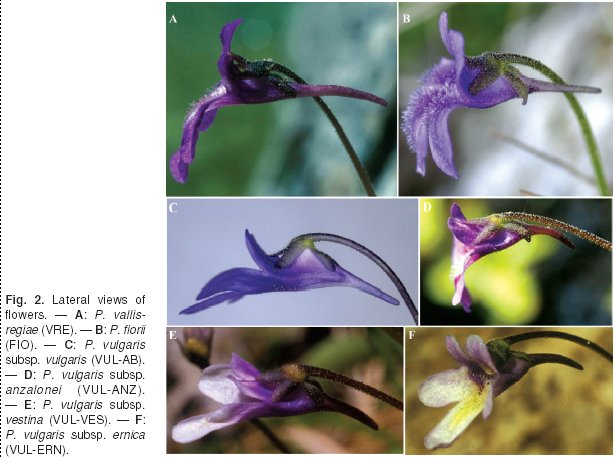 A
B
C
D
E
F
Fig. 2. Lateral views of
flowers. — A: P. vallis-
regiae (VRE). — B: P. fiorii
(FIO). — C: P. vulgaris
subsp. vulgaris (VUL-AB).
— D: P. vulgaris subsp.
anzalonei (VUL-ANZ).
— E: P. vulgaris subsp.
vestina (VUL-VES). — F:
P. vulgaris subsp. ernica
(VUL-ERN).